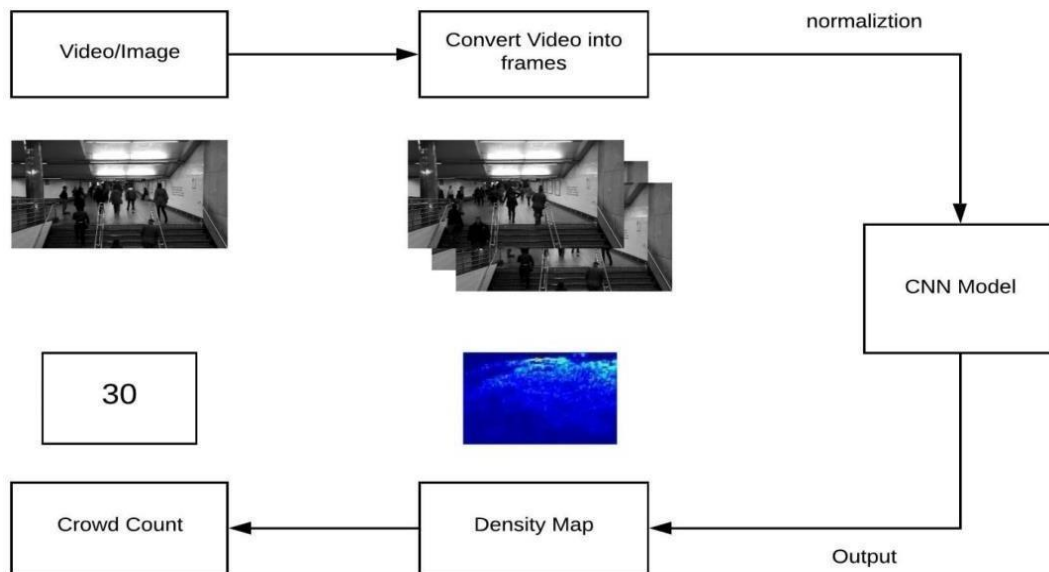 Video/Image
Convert Video into
frames
normaliztion
CNN Model
30
Crowd Count
Density Map
Output